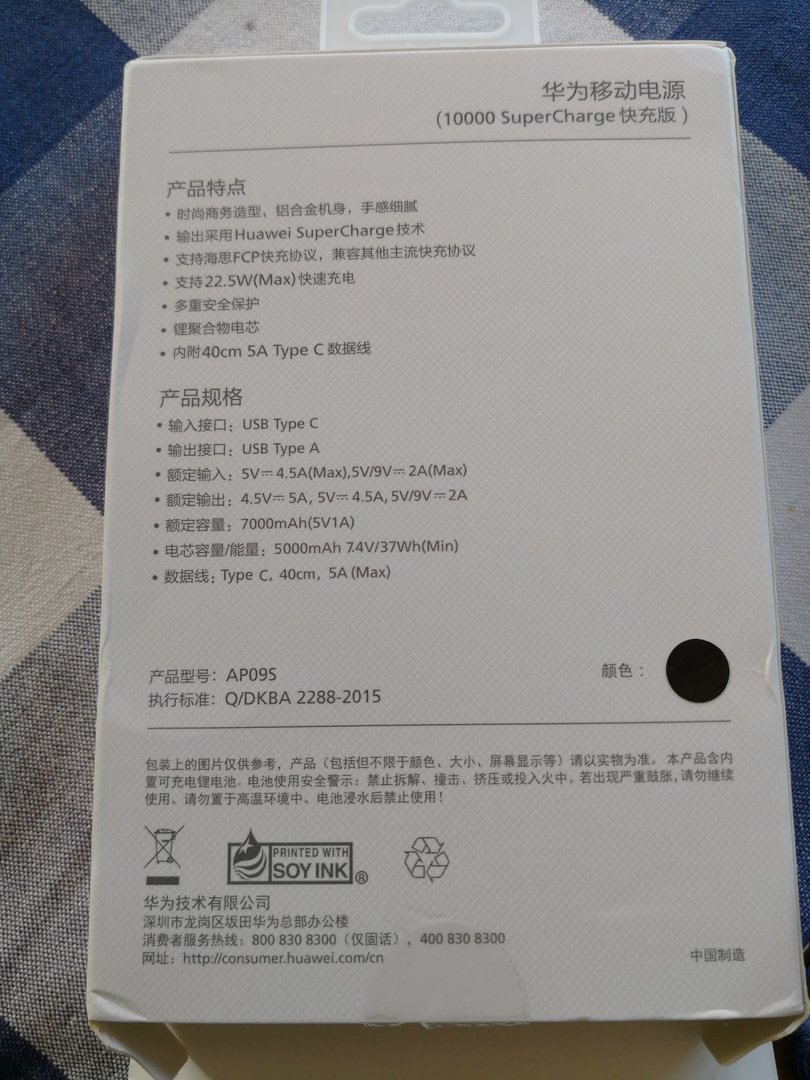 华为移动电源
(10000 SuperCharge 快充版 )
产品特点
• 时尚商务造型，铝合金机身，手感细腻
• 输出采用Huawei SuperCharge技术
• 支持海思FCP快充协议，兼容其他主流快充协议
• 支持22.5W(Max)快速充电
• 多重安全保护
• 锂聚合物电芯
• 内附40cm 5A Type C 数据线
产品规格
• 输入接口：USB Type C
• 输出接口：USB Type A
• 额定输入：5V⎓4.5A(Max),5V/9V⎓2A(Max)
• 额定输出：4.5V⎓5A, 5V⎓4.5A, 5V/9V⎓2A
• 额定容量：7000mAh(5V1A)
• 电芯容量/能量：5000mAh 7.4V/37Wh(Min)
• 数据线：Type C, 40cm, 5A (Max)
产品型号：AP09S
颜色：
执行标准：Q/DKBA 2288-2015
包装上的图片仅供参考，产品（包括但不限于颜色、大小、屏幕显示等）请以实物为准。本产品含内
置可充电锂电池。电池使用安全警示：禁止拆解、撞击、挤压或投入火中。若出现严重鼓胀，请勿继续
使用。请勿置于高温环境中。电池浸水后禁止使用！
PRINTED WITH
SOY INK®
华为技术有限公司
深圳市龙岗区坂田华为总部办公楼
消费者服务热线：800 830 8300（仅固话），400 830 8300
网址：http://consumer.huawei.com/cn
中国制造